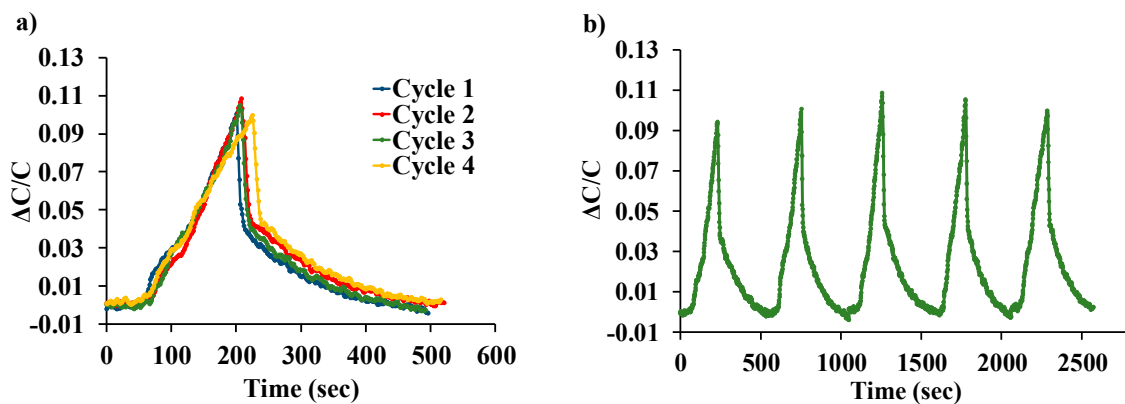 a)
ΔC/C
0.13
0.11
0.09
0.07
0.05
0.03
0.01
-0.01
0 100 200 300 400 500 600
Time (sec)
Cycle 1
Cycle 2
Cycle 3
Cycle 4
b)
ΔC/C
0.13
0.11
0.09
0.07
0.05
0.03
0.01
-0.01
0 500 1000 1500 2000 2500
Time (sec)